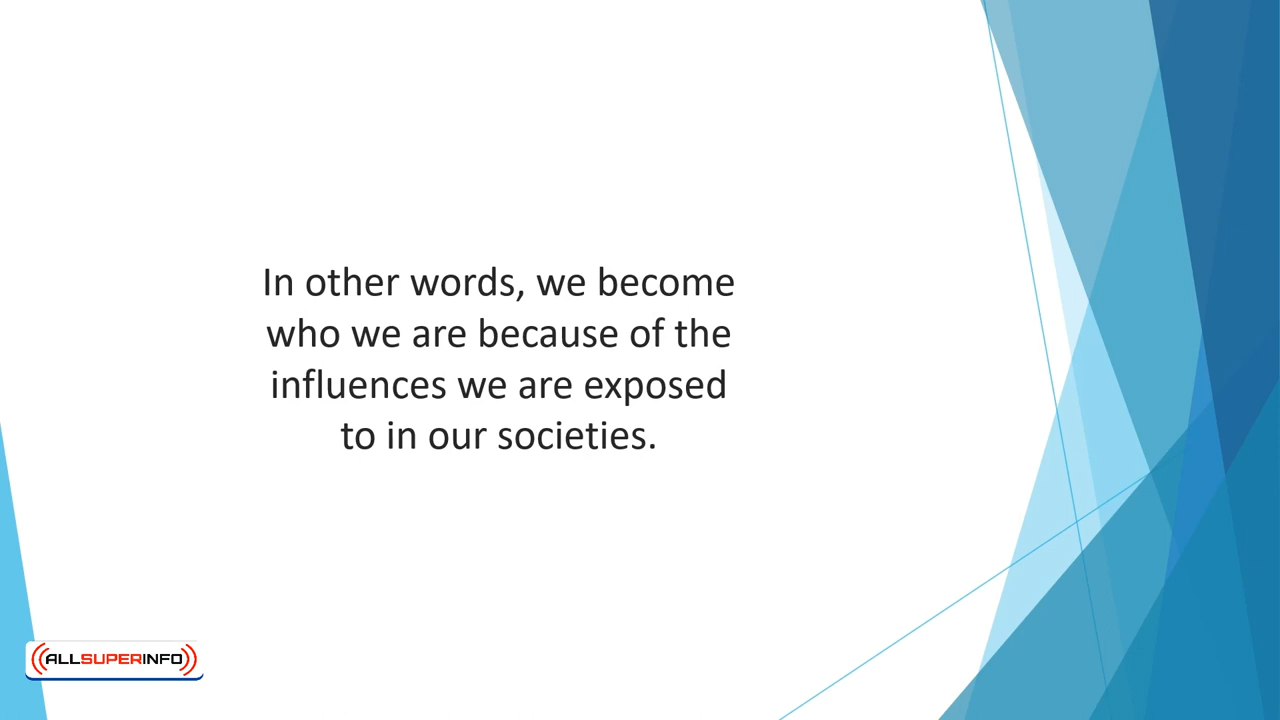 In other words, we become
who we are because of the
influences we are exposed
to in our societies.
ALLSUPERINFO